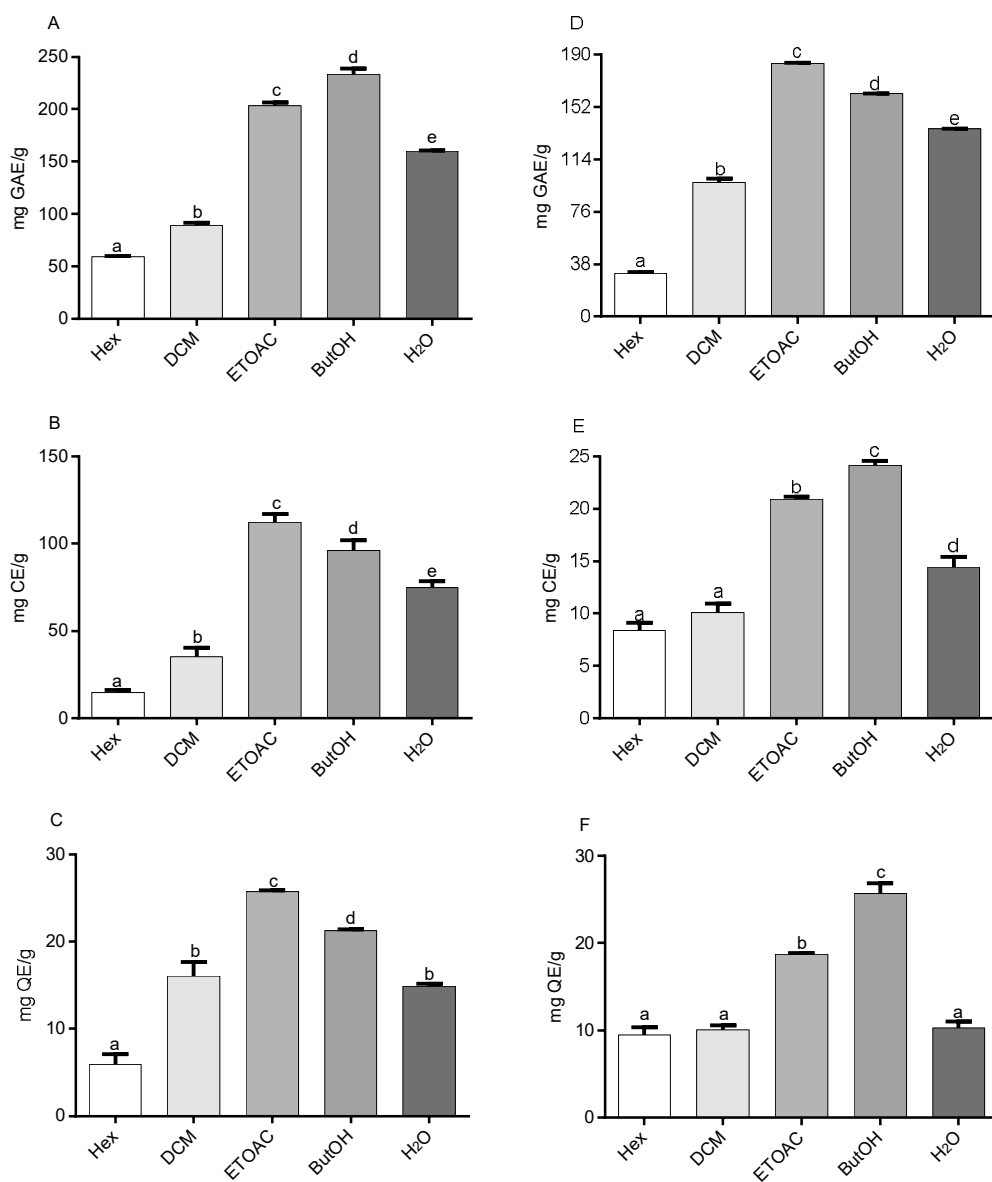 A
mg GAE/g
250
200
150
100
50
0
a
b
c
d
e
Hex
DCM
ETOAC
ButOH
H2O
D
mg GAE/g
190
152
114
76
38
0
a
b
c
d
e
Hex
DCM
ETOAC
ButOH
H2O
B
mg CE/g
150
100
50
0
a
b
c
d
e
Hex
DCM
ETOAC
ButOH
H2O
E
mg CE/g
25
20
15
10
5
0
a
a
b
c
d
Hex
DCM
ETOAC
ButOH
H2O
C
mg QE/g
30
20
10
0
a
b
c
d
b
Hex
DCM
ETOAC
ButOH
H2O
F
mg QE/g
30
20
10
0
a
a
b
c
a
Hex
DCM
ETOAC
ButOH
H2O